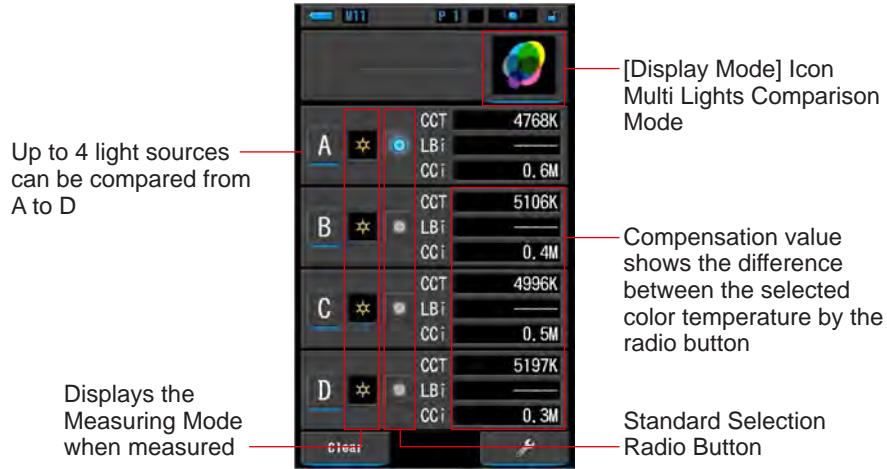 M11 P 1
[Display Mode] Icon
Multi Lights Comparison
Mode
Up to 4 light sources
can be compared from
A to D
A CCT 4768K
LBi -----
CCi 0.6M
B CCT 5106K
LBi -----
CCi 0.4M
C CCT 4996K
LBi -----
CCi 0.5M
D CCT 5197K
LBi -----
CCi 0.3M
Compensation value
shows the difference
between the selected
color temperature by the
radio button
Displays the
Measuring Mode
when measured
Standard Selection
Radio Button
Clear